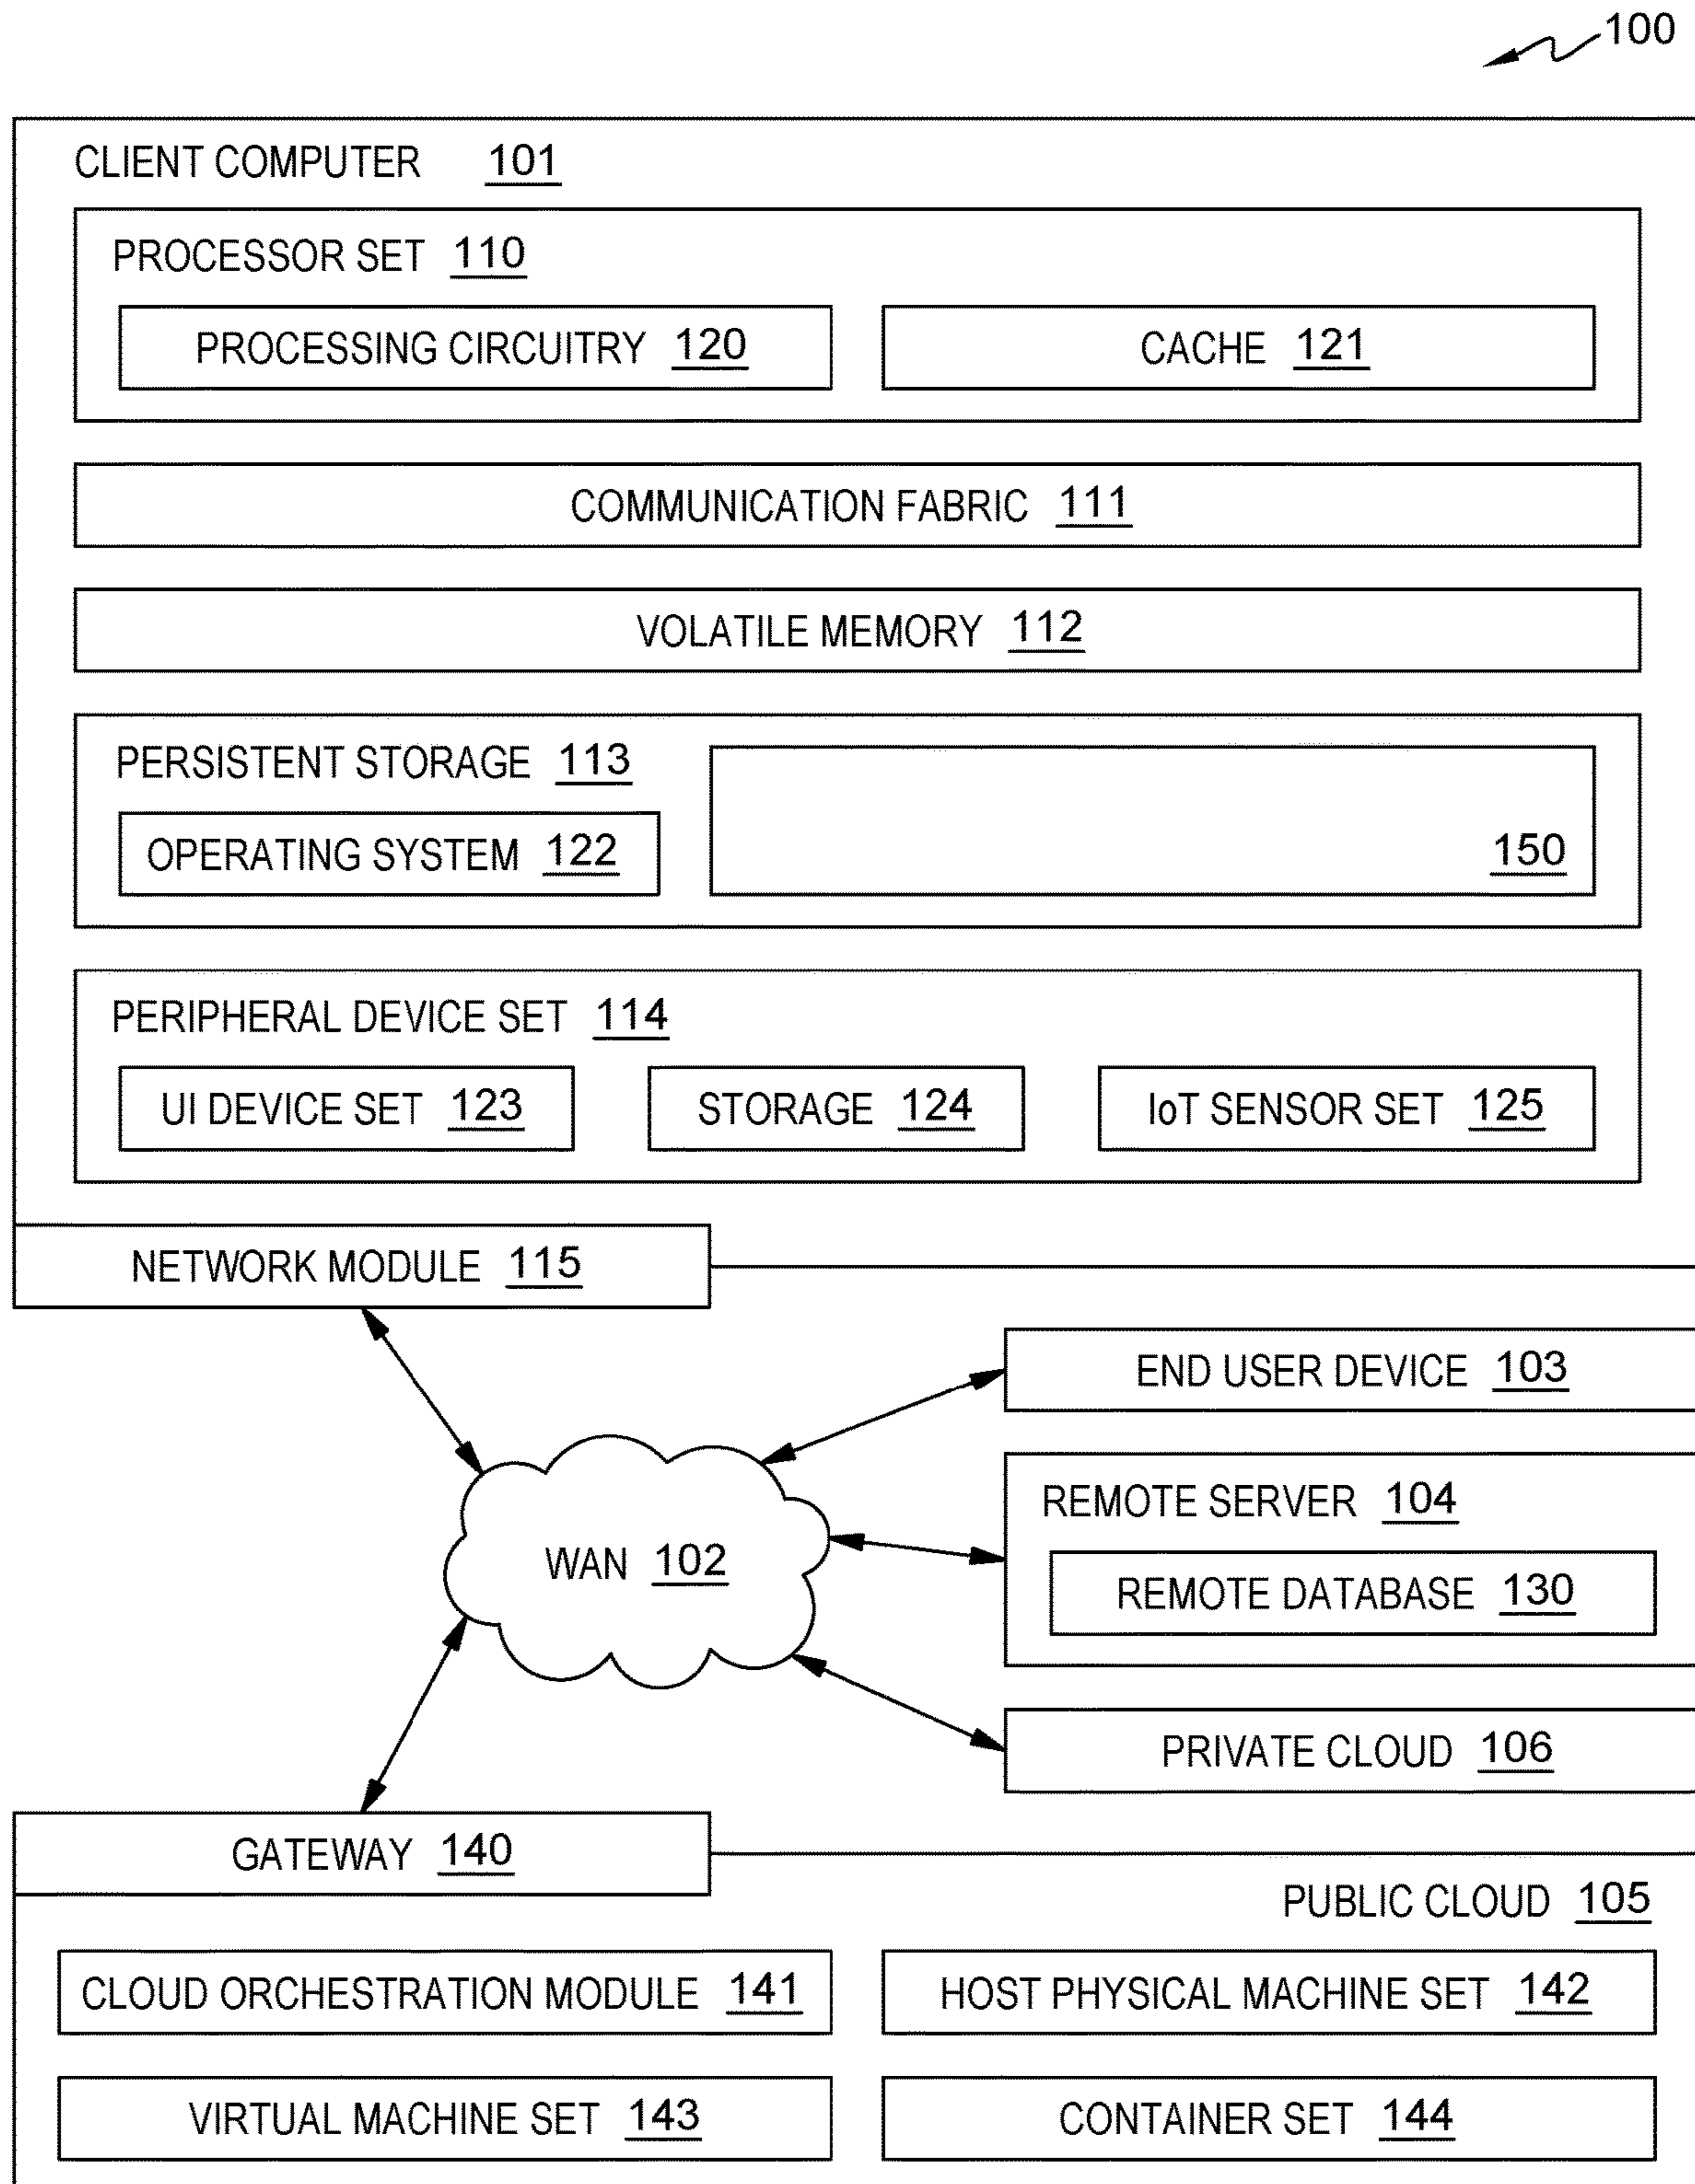 100
CLIENT COMPUTER 101
PROCESSOR SET 110
PROCESSING CIRCUITRY 120
CACHE 121
COMMUNICATION FABRIC 111
VOLATILE MEMORY 112
PERSISTENT STORAGE 113
OPERATING SYSTEM 122
150
PERIPHERAL DEVICE SET 114
UI DEVICE SET 123
STORAGE 124
IoT SENSOR SET 125
NETWORK MODULE 115
END USER DEVICE 103
REMOTE SERVER 104
WAN 102
REMOTE DATABASE 130
PRIVATE CLOUD 106
GATEWAY 140
PUBLIC CLOUD 105
CLOUD ORCHESTRATION MODULE 141
HOST PHYSICAL MACHINE SET 142
VIRTUAL MACHINE SET 143
CONTAINER SET 144